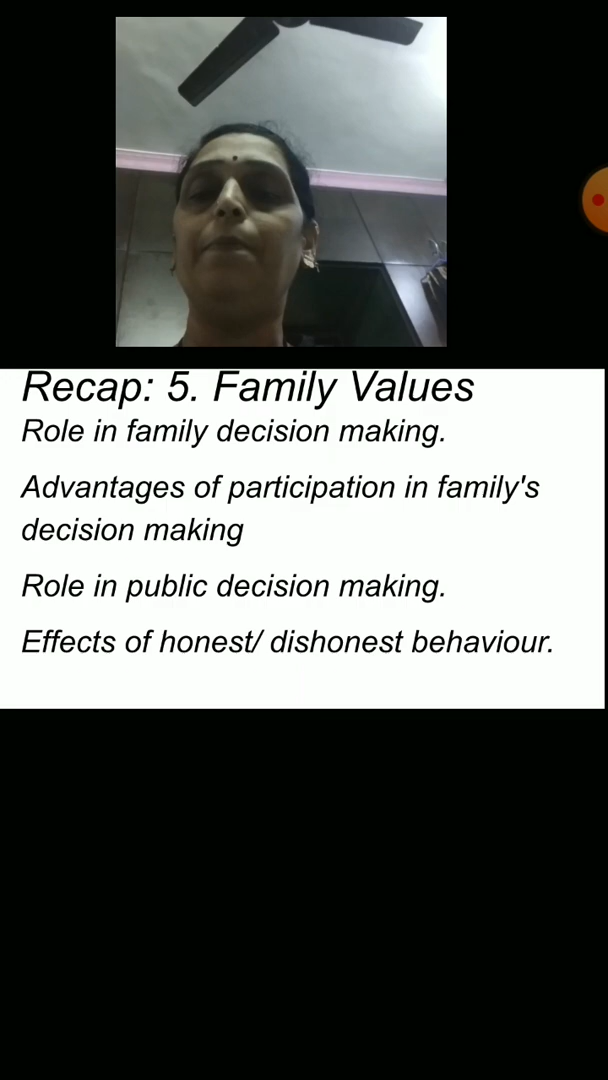 Recap: 5. Family Values
Role in family decision making.
Advantages of participation in family's
decision making
Role in public decision making.
Effects of honest/ dishonest behaviour.